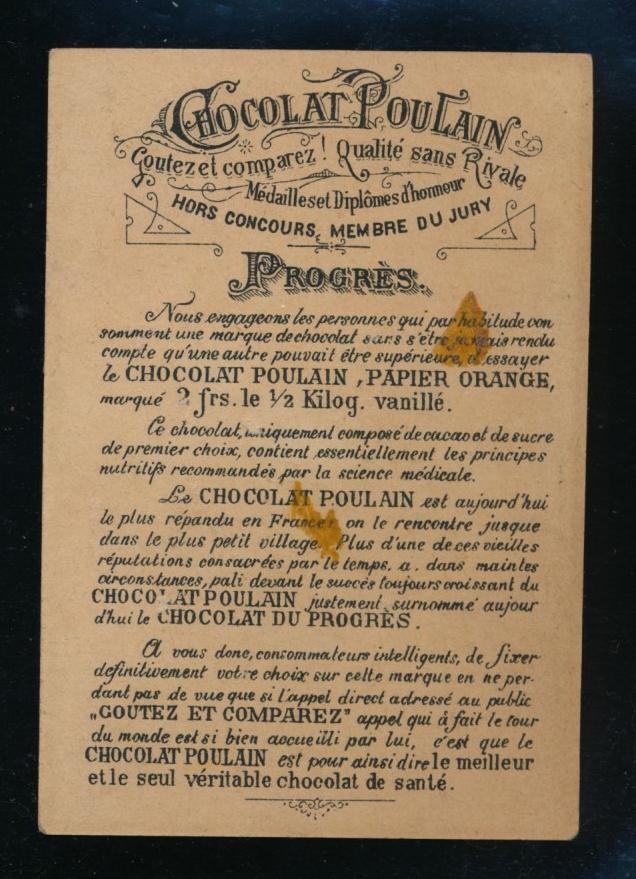 CHOCOLAT POULAIN
Goutez et comparez! Qualité sans Rivale
Médailles et Diplômes d'honneur
HORS CONCOURS, MEMBRE DU JURY
PROGRÈS.
Nous engageons les personnes qui par habitude con
somment une marque de chocolat sans s'être jamais rendu
compte qu'une autre pouvait être supérieure, d'essayer
le CHOCOLAT POULAIN, PAPIER ORANGE,
marqué 2 frs. le ½ Kilog. vanillé.
Ce chocolat, uniquement composé de cacao et de sucre
de premier choix, contient essentiellement les principes
nutritifs recommandés par la science médicale.
Le CHOCOLAT POULAIN est aujourd'hui
le plus répandu en France: on le rencontre jusque
dans le plus petit village. Plus d'une de ces vieilles
réputations consacrées par le temps, a, dans maintes
circonstances, pali devant le succès toujours croissant du
CHOCOLAT POULAIN justement surnommé aujour
d'hui le CHOCOLAT DU PROGRÈS.
A vous donc, consommateurs intelligents, de fixer
definitivement votre choix sur cette marque en ne per-
dant pas de vue que si l'appel direct adressé au public
„GOUTEZ ET COMPAREZ" appel qui à fait le tour
du monde est si bien accueilli par lui, c'est que le
CHOCOLAT POULAIN est pour ainsi dire le meilleur
et le seul véritable chocolat de santé.